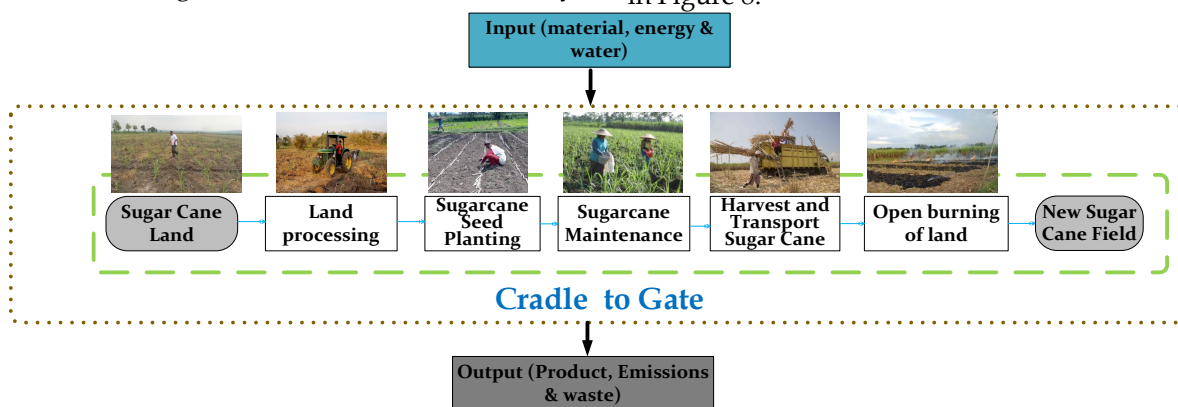 in Figure 8.
Input (material, energy &
water)
Sugar Cane
Land
Land
processing
Sugarcane
Seed
Planting
Sugarcane
Maintenance
Harvest and
Transport
Sugar Cane
Open burning
of land
New Sugar
Cane Field
Cradle to Gate
Output (Product, Emissions
& waste)